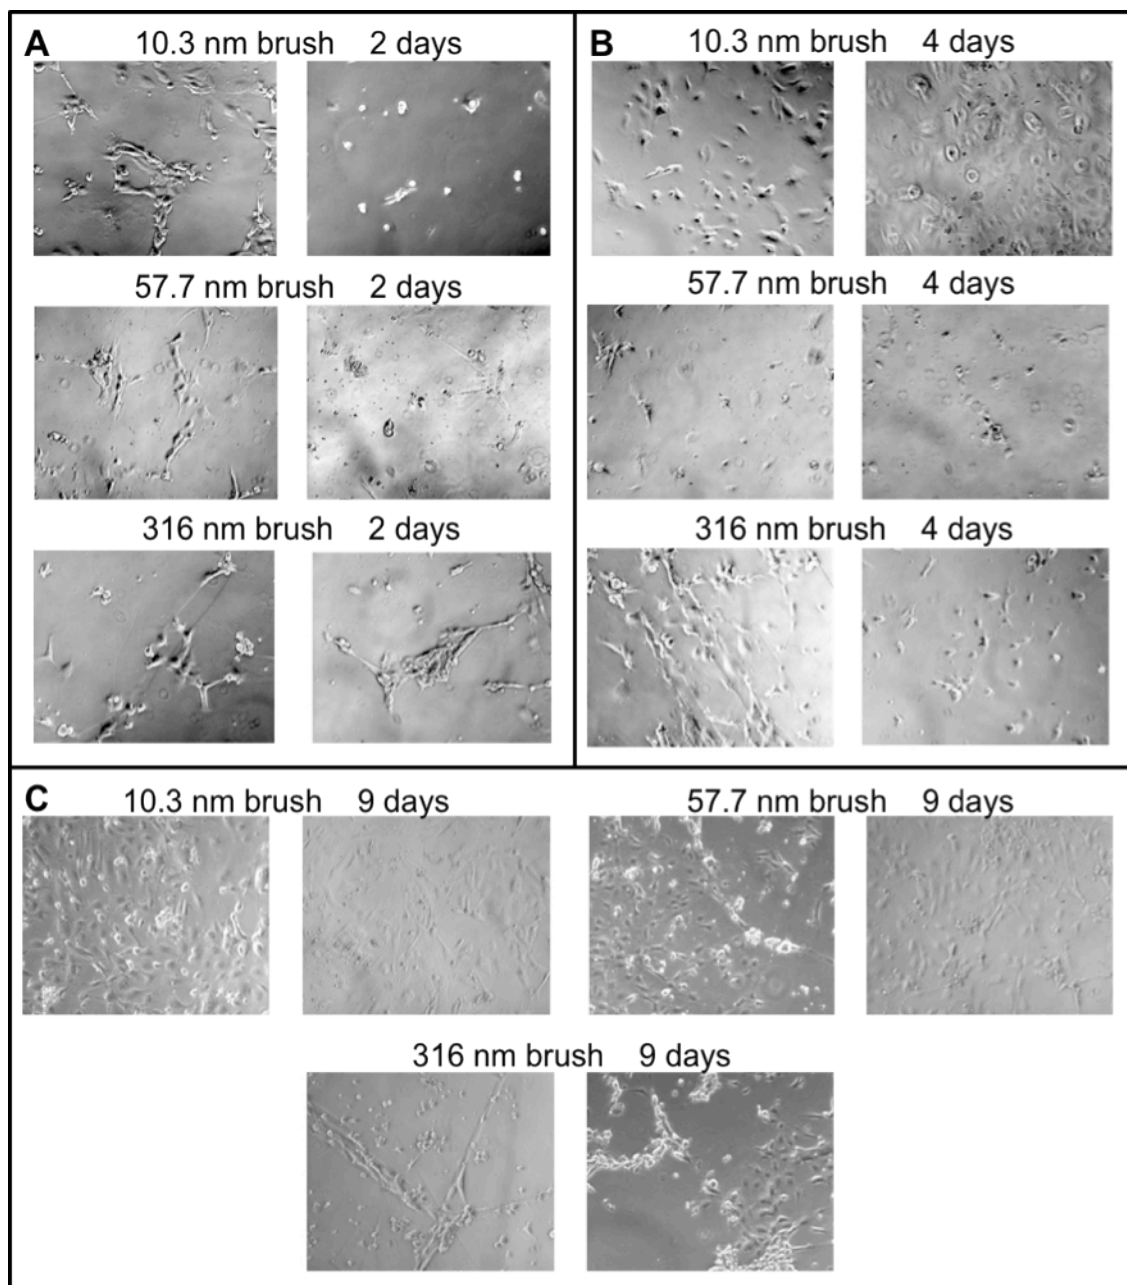 A
10.3 nm brush 2 days
57.7 nm brush 2 days
316 nm brush 2 days
B
10.3 nm brush 4 days
57.7 nm brush 4 days
316 nm brush 4 days
C
10.3 nm brush 9 days
57.7 nm brush 9 days
316 nm brush 9 days